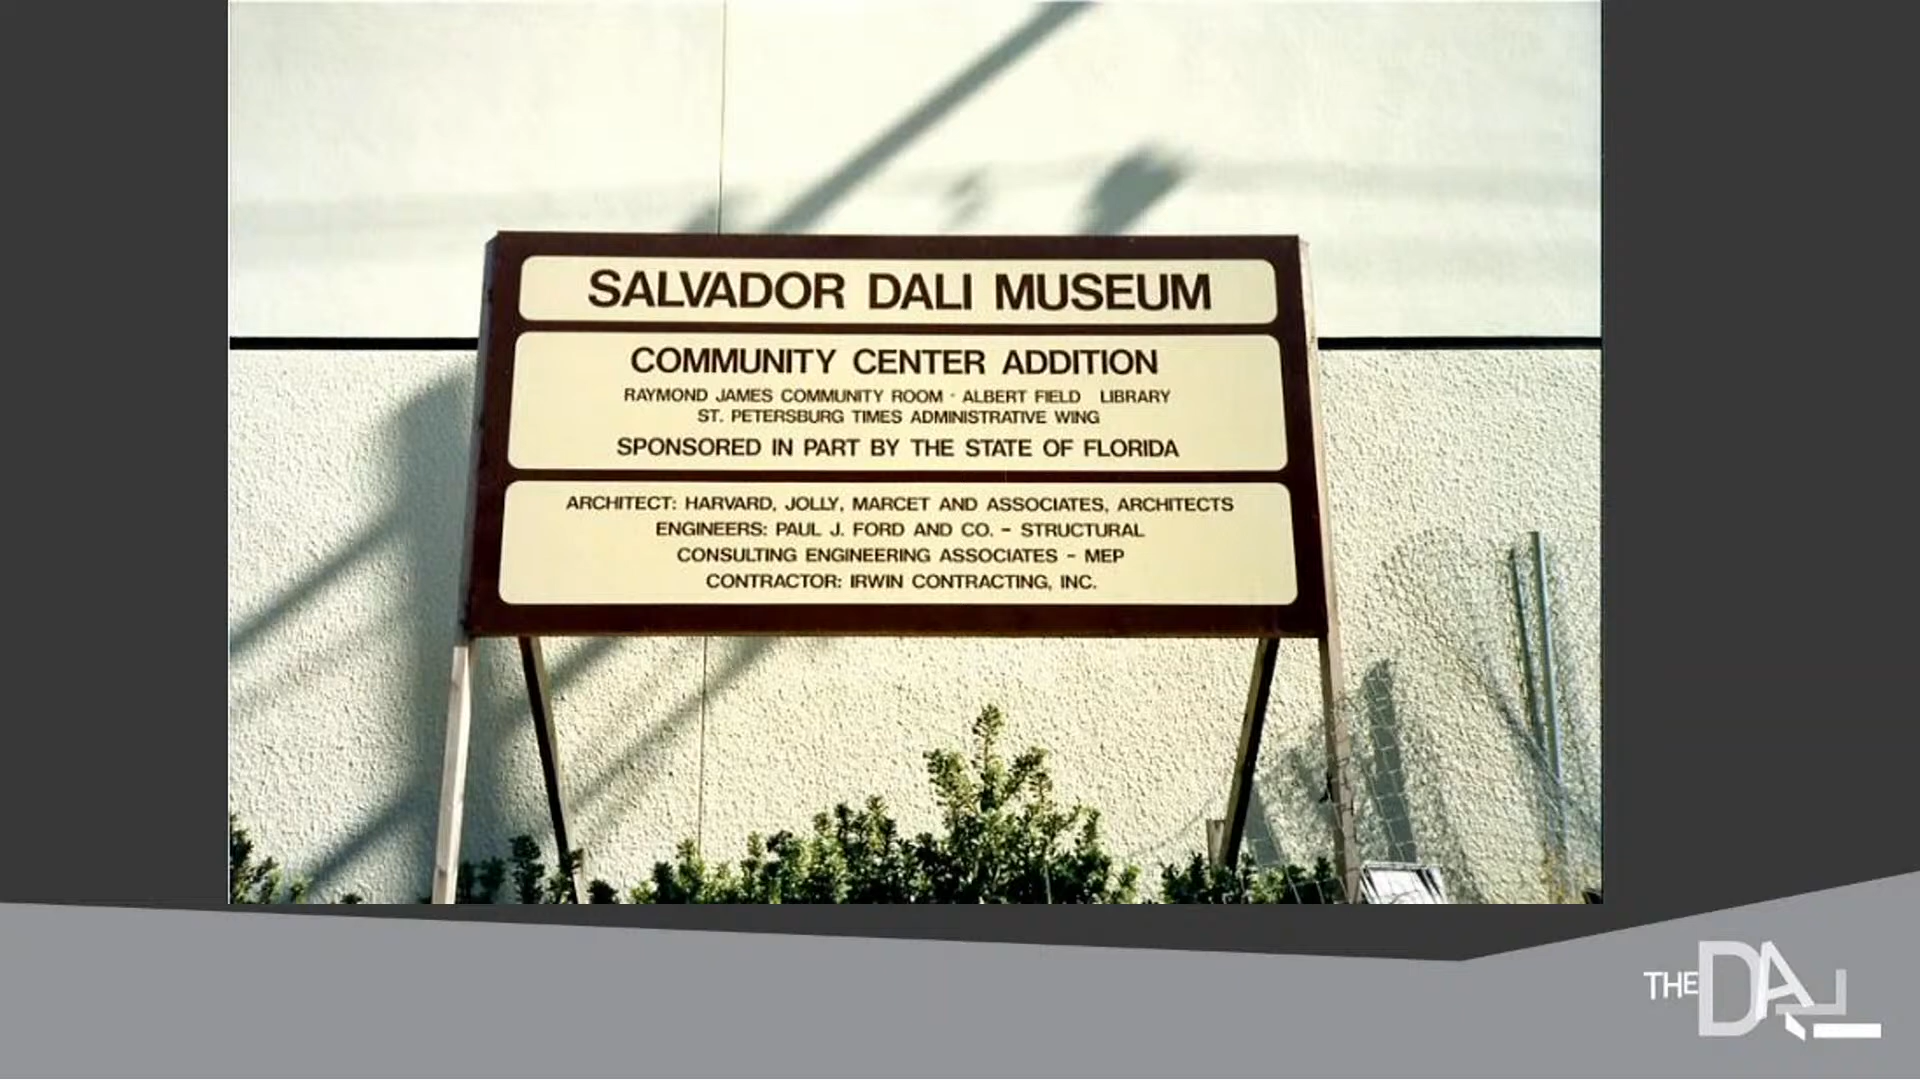 SALVADOR DALI MUSEUM
COMMUNITY CENTER ADDITION
RAYMOND JAMES COMMUNITY ROOM · ALBERT FIELD LIBRARY
ST. PETERSBURG TIMES ADMINISTRATIVE WING
SPONSORED IN PART BY THE STATE OF FLORIDA
ARCHITECT: HARVARD, JOLLY, MARCET AND ASSOCIATES, ARCHITECTS
ENGINEERS: PAUL J. FORD AND CO. - STRUCTURAL
CONSULTING ENGINEERING ASSOCIATES - MEP
CONTRACTOR: IRWIN CONTRACTING, INC.
THE DALI